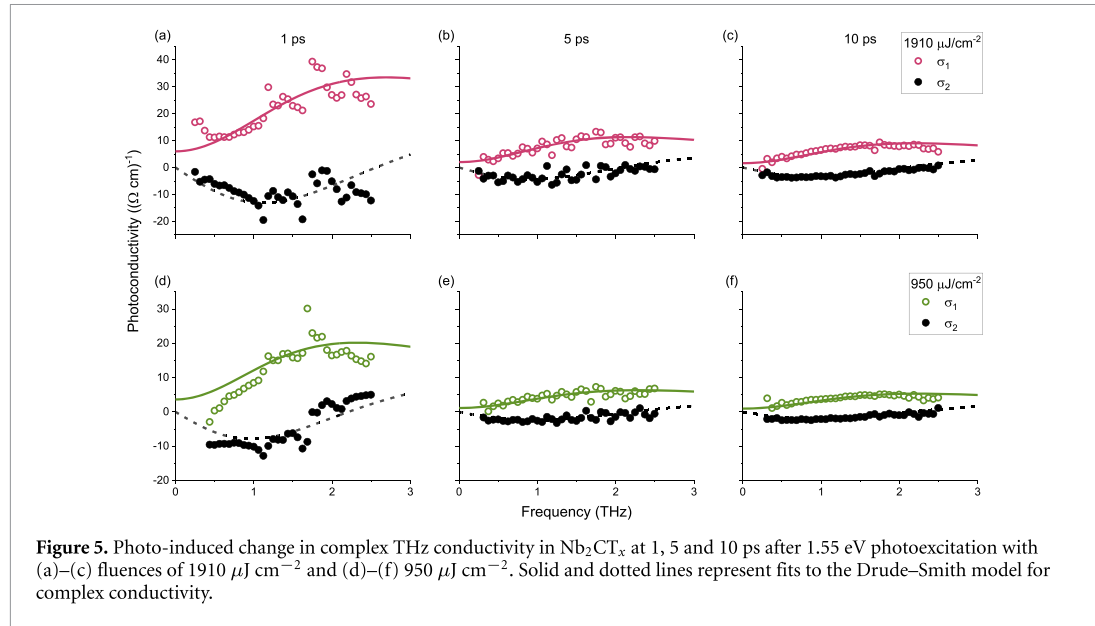 (a) 1 ps (b) 5 ps (c) 10 ps
1910 μJ/cm⁻²
σ₁
σ₂
40
30
20
10
0
-10
-20
Photoconductivity ((Ω cm)⁻¹)
(d) (e) (f)
950 μJ/cm⁻²
σ₁
σ₂
30
20
10
0
-10
-20
0 1 2 3 0 1 2 3 0 1 2 3
Frequency (THz)
Figure 5. Photo-induced change in complex THz conductivity in Nb₂CTₓ at 1, 5 and 10 ps after 1.55 eV photoexcitation with
(a)–(c) fluences of 1910 μJ cm⁻² and (d)–(f) 950 μJ cm⁻². Solid and dotted lines represent fits to the Drude–Smith model for
complex conductivity.